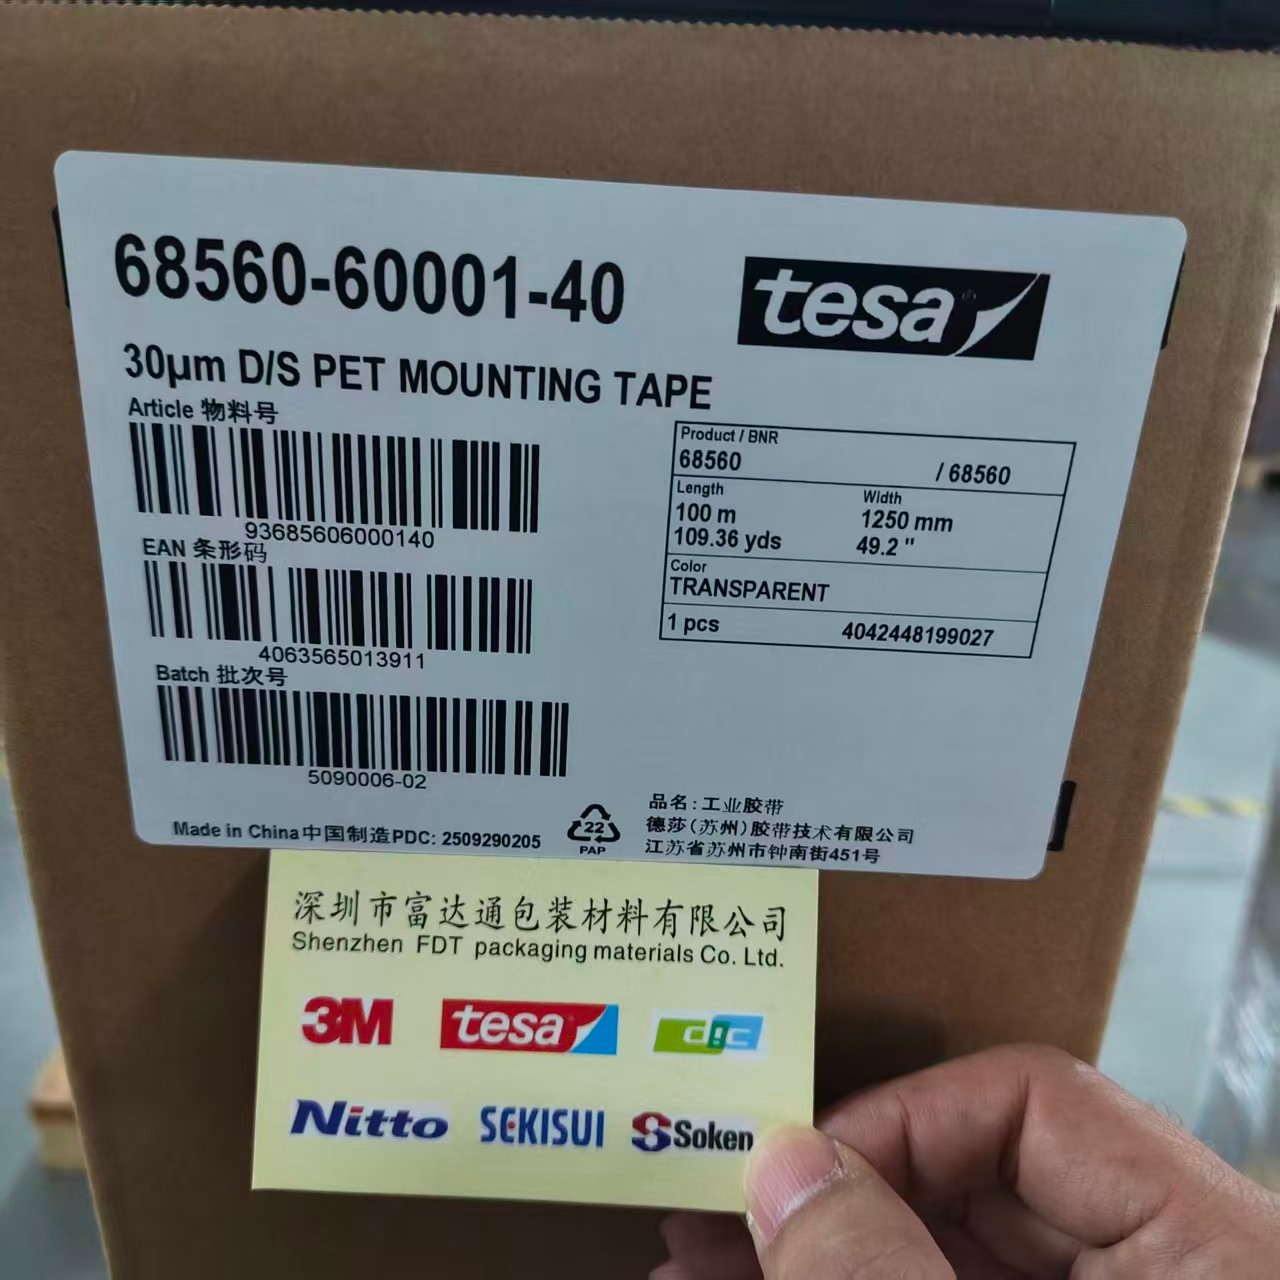 68560-60001-40
tesa
30µm D/S PET MOUNTING TAPE
Article 物料号
93685606000140
EAN 条形码
4063565013911
Batch 批次号
5090006-02
Product / BNR
68560 / 68560
Length Width
100 m 1250 mm
109.36 yds 49.2 "
Color
TRANSPARENT
1 pcs 4042448199027
Made in China中国制造PDC: 2509290205
22
PAP
品名:工业胶带
德莎(苏州)胶带技术有限公司
江苏省苏州市钟南街451号
深圳市富达通包装材料有限公司
Shenzhen FDT packaging materials Co. Ltd.
3M tesa dic
Nitto SEKISUI Soken